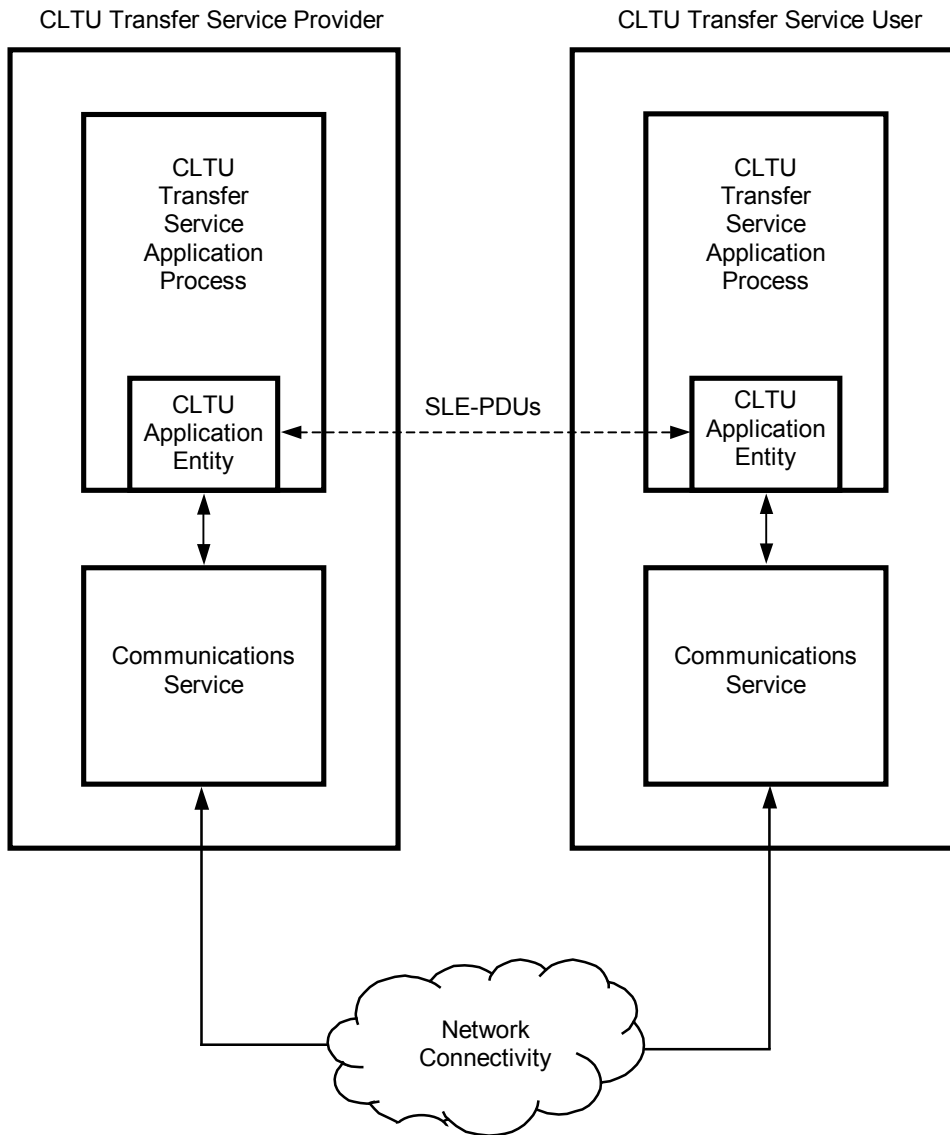 CLTU Transfer Service Provider
CLTU Transfer Service User
CLTU
Transfer
Service
Application
Process
CLTU
Transfer
Service
Application
Process
CLTU
Application
Entity
SLE-PDUs
CLTU
Application
Entity
Communications
Service
Communications
Service
Network
Connectivity